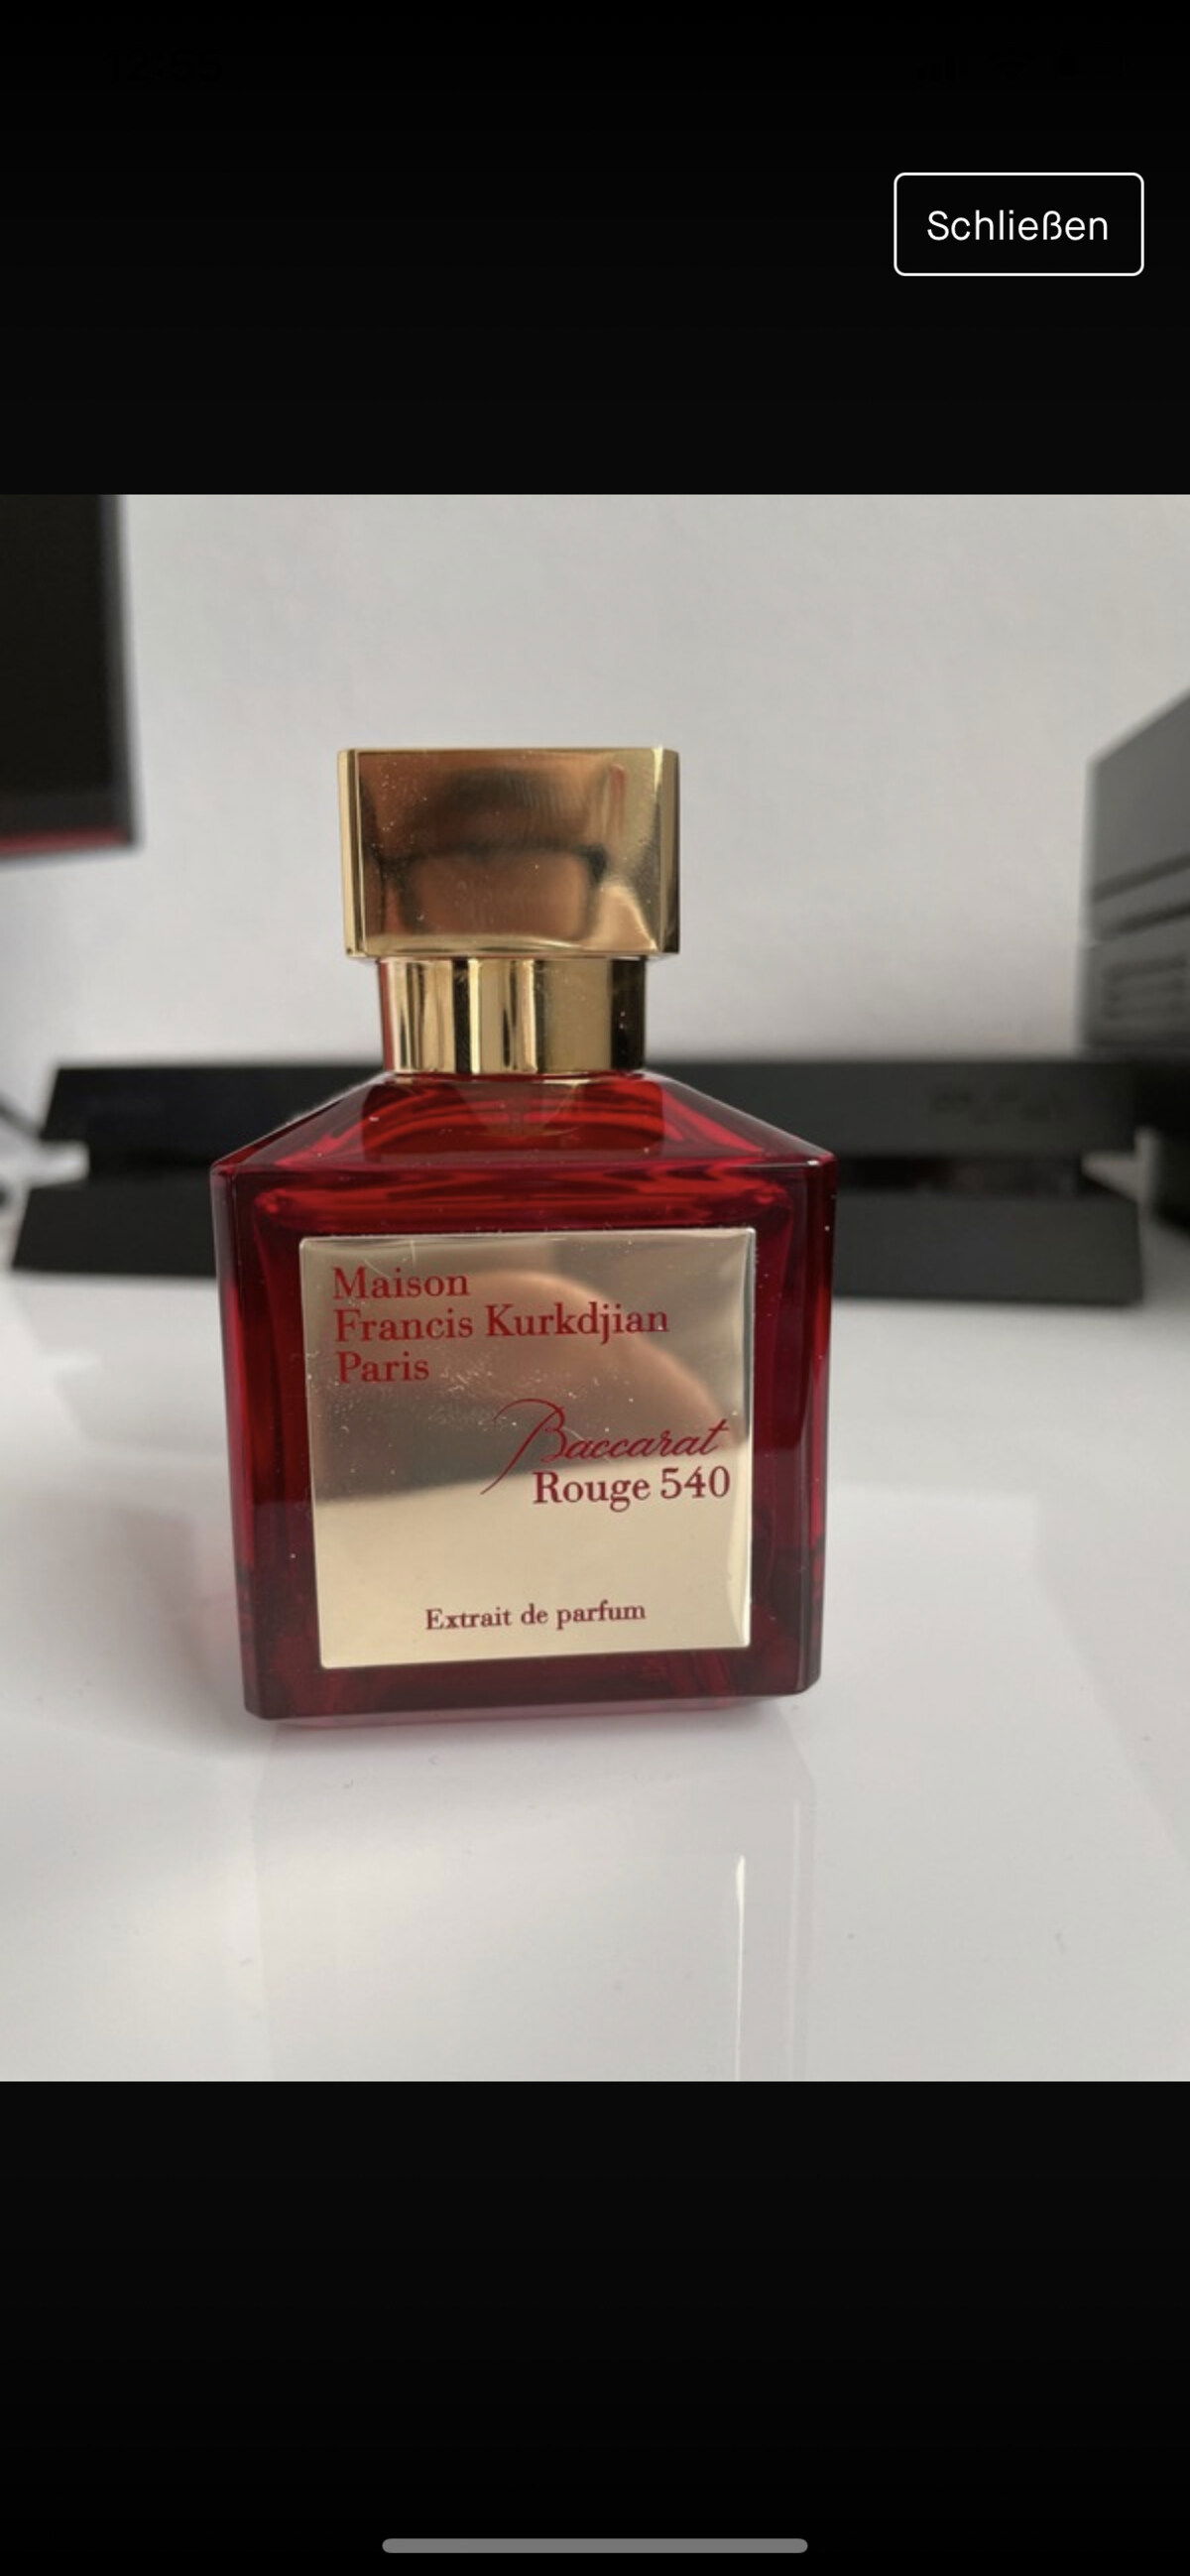 Schließen
Maison
Francis Kurkdjian
Paris
Baccarat
Rouge 540
Extrait de parfum